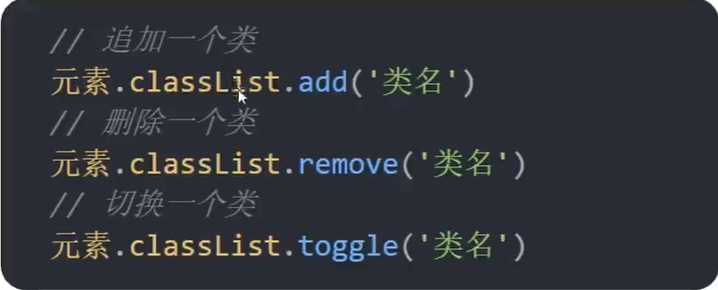 // 追加一个类
元素.classList.add('类名')
// 删除一个类
元素.classList.remove('类名')
// 切换一个类
元素.classList.toggle('类名')